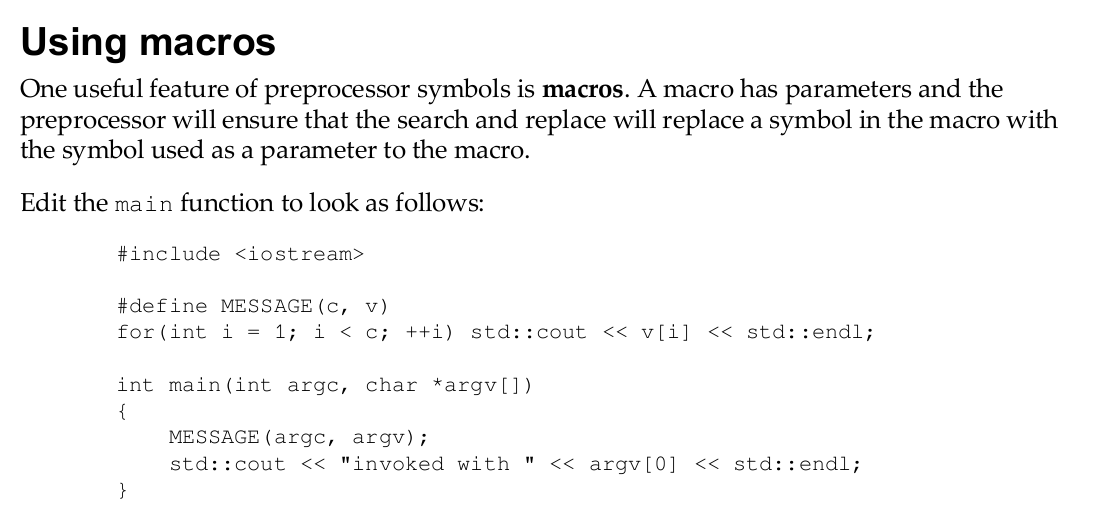 Using macros
One useful feature of preprocessor symbols is macros. A macro has parameters and the
preprocessor will ensure that the search and replace will replace a symbol in the macro with
the symbol used as a parameter to the macro.
Edit the main function to look as follows:
#include <iostream>
#define MESSAGE(c, v)
for(int i = 1; i < c; ++i) std::cout << v[i] << std::endl;
int main(int argc, char *argv[])
{
    MESSAGE(argc, argv);
    std::cout << "invoked with " << argv[0] << std::endl;
}